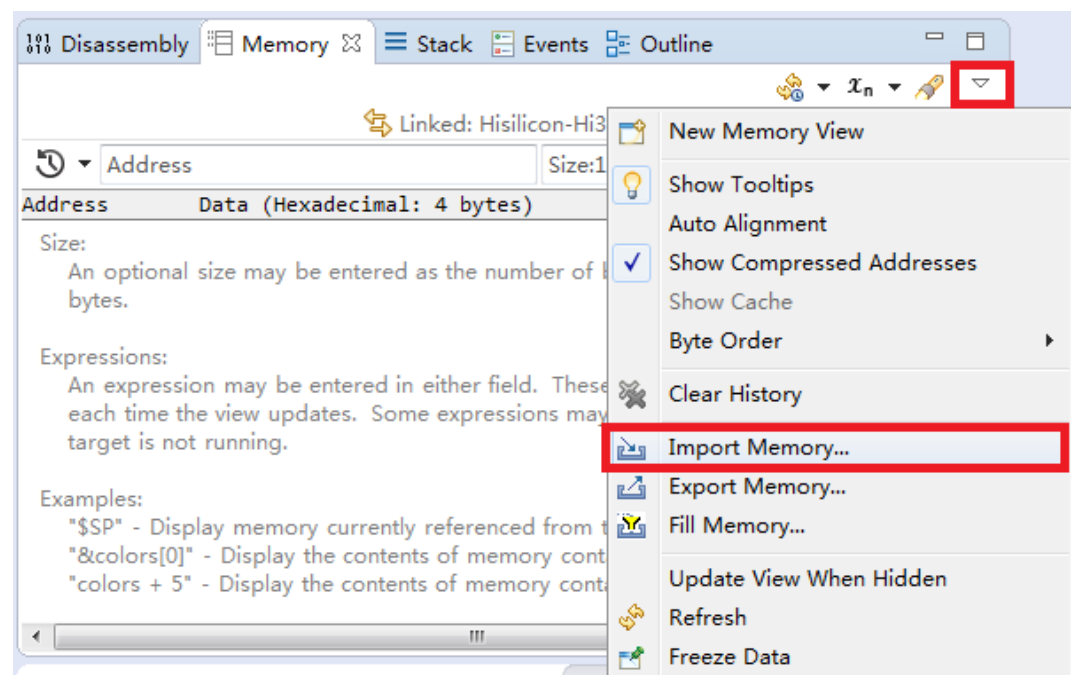 Disassembly Memory Stack Events Outline
xn
Linked: Hisilicon-Hi3
Address Size:1
Address Data (Hexadecimal: 4 bytes)
Size:
An optional size may be entered as the number of
bytes.
Expressions:
An expression may be entered in either field. These
each time the view updates. Some expressions may
target is not running.
Examples:
"$SP" - Display memory currently referenced from
"&colors[0]" - Display the contents of memory
"colors + 5" - Display the contents of memory
New Memory View
Show Tooltips
Auto Alignment
Show Compressed Addresses
Show Cache
Byte Order
Clear History
Import Memory...
Export Memory...
Fill Memory...
Update View When Hidden
Refresh
Freeze Data